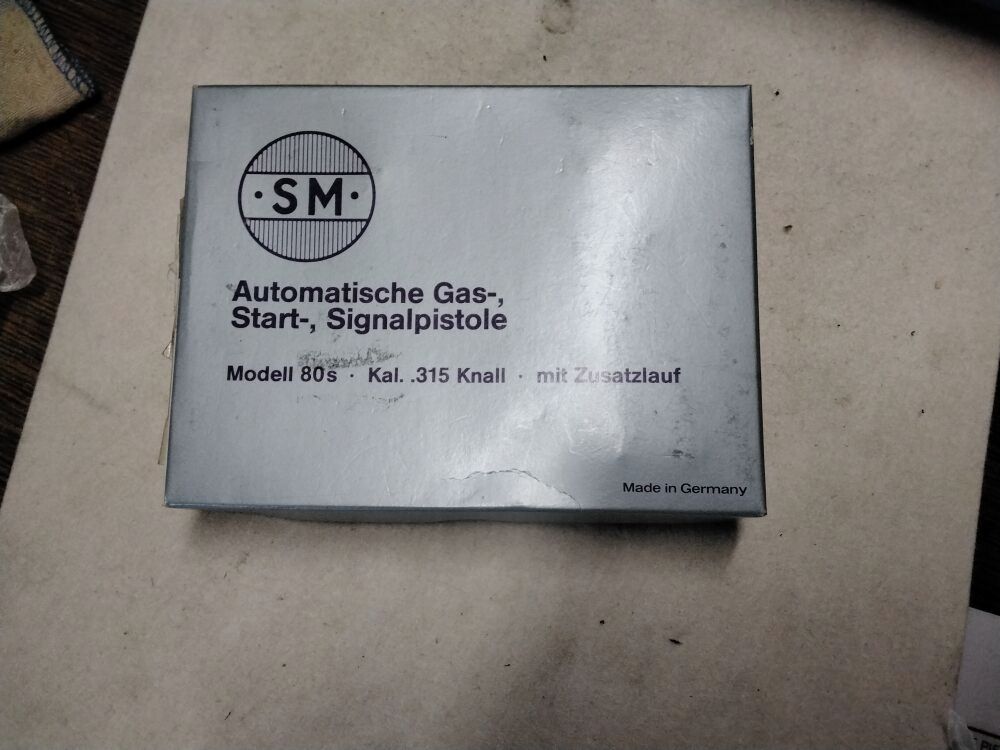 ·SM·
Automatische Gas-,
Start-, Signalpistole
Modell 80s · Kal. .315 Knall · mit Zusatzlauf
Made in Germany